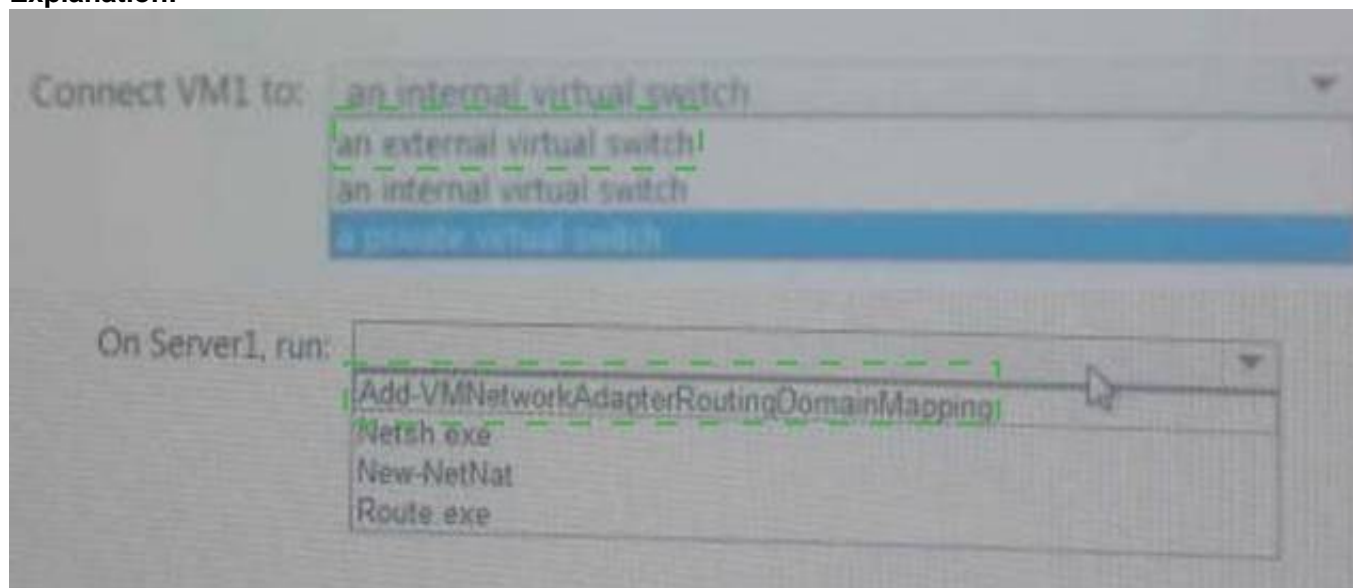 Explanation:
Connect VM1 to: an internal virtual switch
an external virtual switch
an internal virtual switch
a private virtual switch
On Server1, run:
Add-VMNetworkAdapterRoutingDomainMapping
Netsh exe
New-NetNat
Route exe